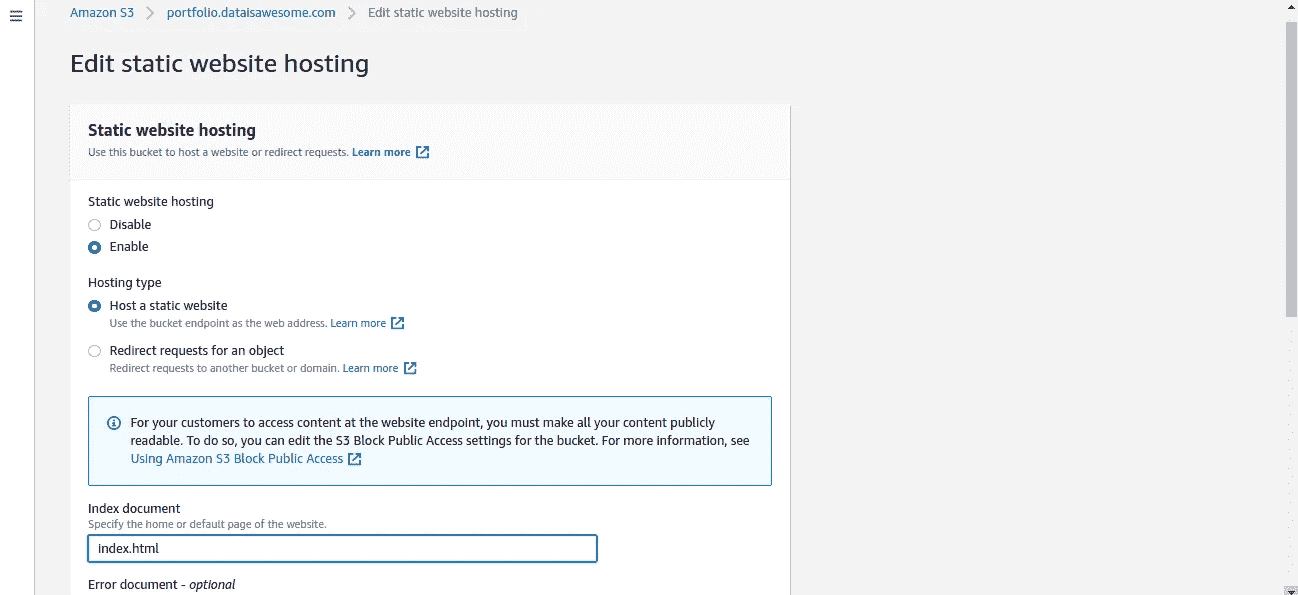 Amazon S3 > portfolio.dataisawesome.com > Edit static website hosting
Edit static website hosting
Static website hosting
Use this bucket to host a website or redirect requests. Learn more
Static website hosting
Disable
Enable
Hosting type
Host a static website
Use the bucket endpoint as the web address. Learn more
Redirect requests for an object
Redirect requests to another bucket or domain. Learn more
For your customers to access content at the website endpoint, you must make all your content publicly
readable. To do so, you can edit the S3 Block Public Access settings for the bucket. For more information, see
Using Amazon S3 Block Public Access
Index document
Specify the home or default page of the website.
index.html
Error document - optional